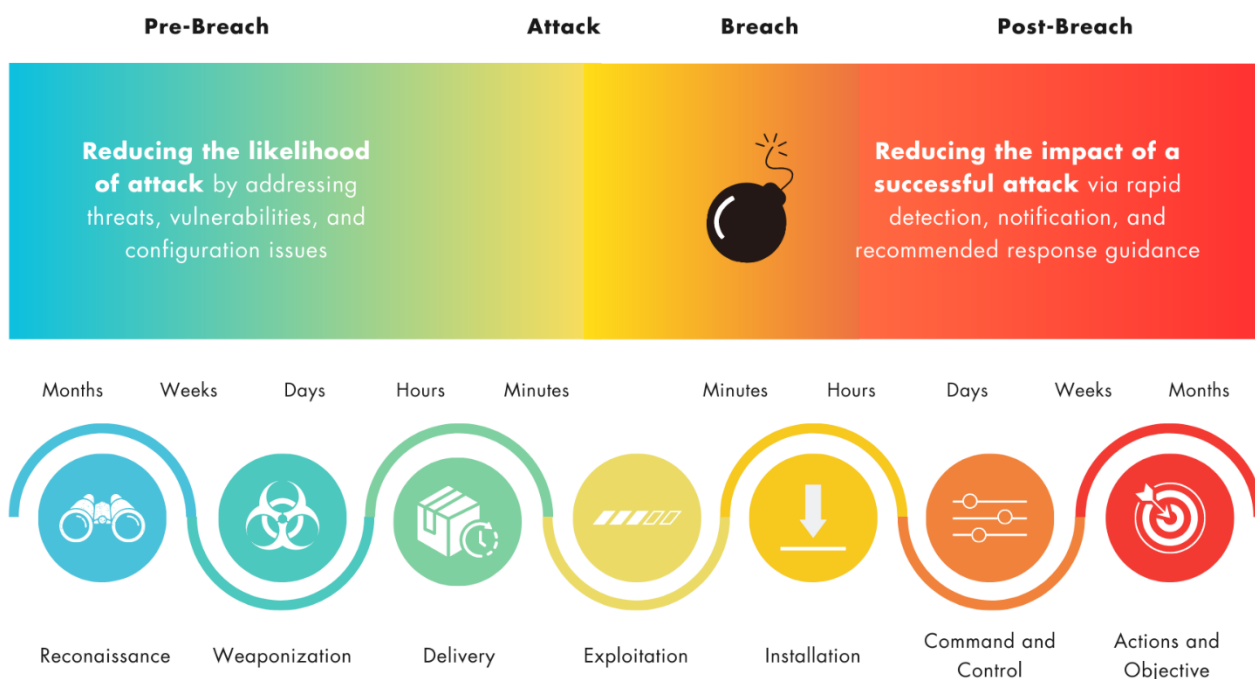 Pre-Breach
Attack
Breach
Post-Breach
Reducing the likelihood
of attack by addressing
threats, vulnerabilities, and
configuration issues
Reducing the impact of a
successful attack via rapid
detection, notification, and
recommended response guidance
Months
Weeks
Days
Hours
Minutes
Minutes
Hours
Days
Weeks
Months
Reconaissance
Weaponization
Delivery
Exploitation
Installation
Command and
Control
Actions and
Objective